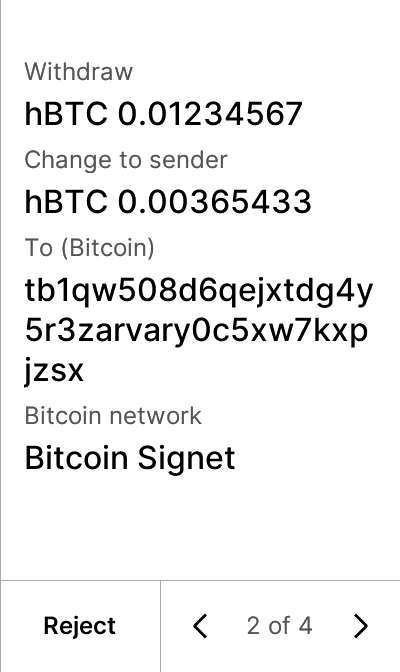 Withdraw
hBTC 0.01234567
Change to sender
hBTC 0.00365433
To (Bitcoin)
tb1qw508d6qejxtdg4y
5r3zarvary0c5xw7kxp
jzsx
Bitcoin network
Bitcoin Signet
Reject
2 of 4